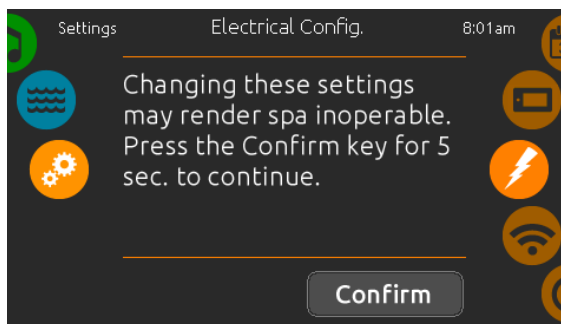 Settings
Electrical Config.
8:01am
Changing these settings
may render spa inoperable.
Press the Confirm key for 5
sec. to continue.
Confirm